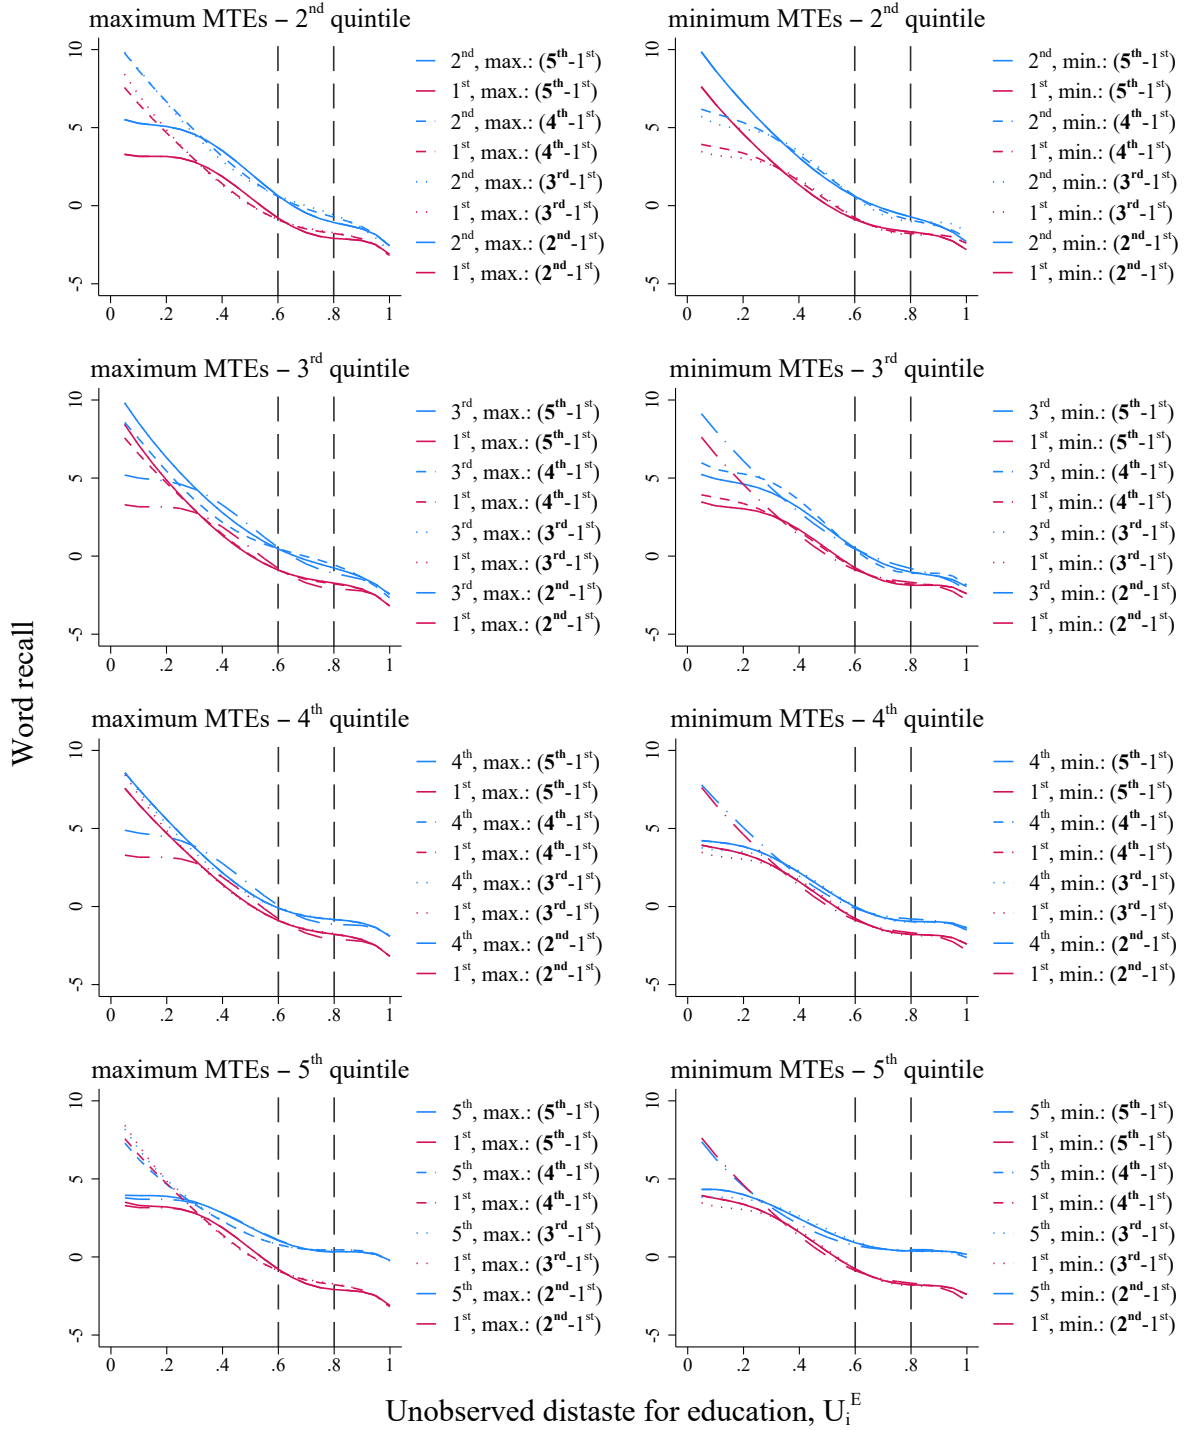 maximum MTEs – 2nd quintile
10
5
0
-5
0 .2 .4 .6 .8 1
2nd, max.: (5th-1st)
1st, max.: (5th-1st)
2nd, max.: (4th-1st)
1st, max.: (4th-1st)
2nd, max.: (3rd-1st)
1st, max.: (3rd-1st)
2nd, max.: (2nd-1st)
1st, max.: (2nd-1st)
minimum MTEs – 2nd quintile
10
5
0
-5
0 .2 .4 .6 .8 1
2nd, min.: (5th-1st)
1st, min.: (5th-1st)
2nd, min.: (4th-1st)
1st, min.: (4th-1st)
2nd, min.: (3rd-1st)
1st, min.: (3rd-1st)
2nd, min.: (2nd-1st)
1st, min.: (2nd-1st)
maximum MTEs – 3rd quintile
10
5
0
-5
0 .2 .4 .6 .8 1
3rd, max.: (5th-1st)
1st, max.: (5th-1st)
3rd, max.: (4th-1st)
1st, max.: (4th-1st)
3rd, max.: (3rd-1st)
1st, max.: (3rd-1st)
3rd, max.: (2nd-1st)
1st, max.: (2nd-1st)
minimum MTEs – 3rd quintile
10
5
0
-5
0 .2 .4 .6 .8 1
3rd, min.: (5th-1st)
1st, min.: (5th-1st)
3rd, min.: (4th-1st)
1st, min.: (4th-1st)
3rd, min.: (3rd-1st)
1st, min.: (3rd-1st)
3rd, min.: (2nd-1st)
1st, min.: (2nd-1st)
Word recall
maximum MTEs – 4th quintile
10
5
0
-5
0 .2 .4 .6 .8 1
4th, max.: (5th-1st)
1st, max.: (5th-1st)
4th, max.: (4th-1st)
1st, max.: (4th-1st)
4th, max.: (3rd-1st)
1st, max.: (3rd-1st)
4th, max.: (2nd-1st)
1st, max.: (2nd-1st)
minimum MTEs – 4th quintile
10
5
0
-5
0 .2 .4 .6 .8 1
4th, min.: (5th-1st)
1st, min.: (5th-1st)
4th, min.: (4th-1st)
1st, min.: (4th-1st)
4th, min.: (3rd-1st)
1st, min.: (3rd-1st)
4th, min.: (2nd-1st)
1st, min.: (2nd-1st)
maximum MTEs – 5th quintile
10
5
0
-5
0 .2 .4 .6 .8 1
5th, max.: (5th-1st)
1st, max.: (5th-1st)
5th, max.: (4th-1st)
1st, max.: (4th-1st)
5th, max.: (3rd-1st)
1st, max.: (3rd-1st)
5th, max.: (2nd-1st)
1st, max.: (2nd-1st)
minimum MTEs – 5th quintile
10
5
0
-5
0 .2 .4 .6 .8 1
5th, min.: (5th-1st)
1st, min.: (5th-1st)
5th, min.: (4th-1st)
1st, min.: (4th-1st)
5th, min.: (3rd-1st)
1st, min.: (3rd-1st)
5th, min.: (2nd-1st)
1st, min.: (2nd-1st)
Unobserved distaste for education, U_i^E